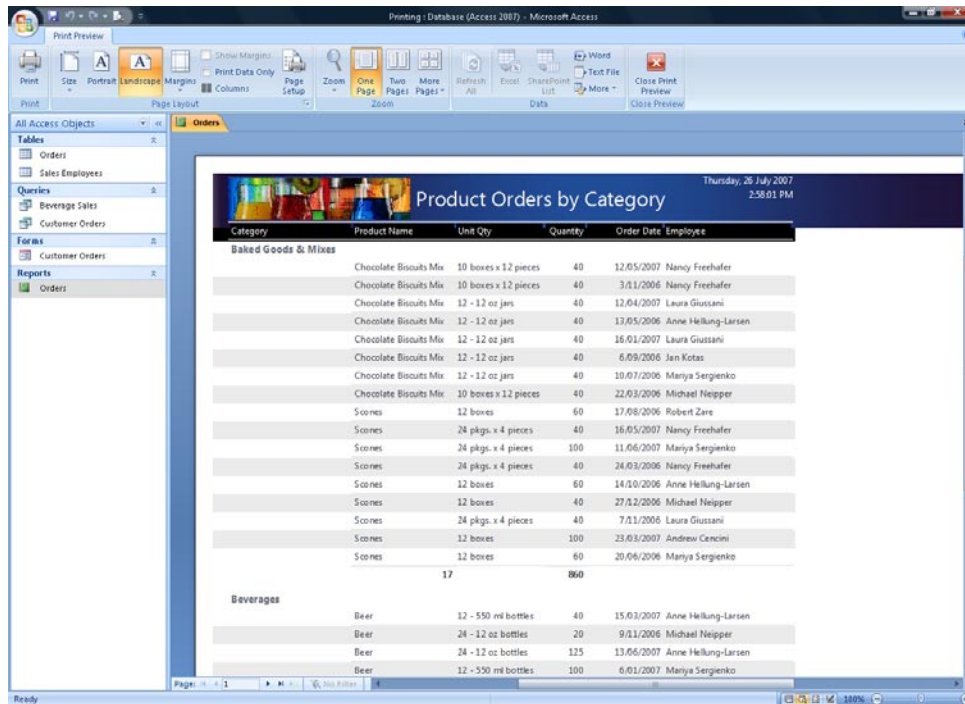 Printing : Database (Access 2007) - Microsoft Access
Print Preview
Print
Size
Portrait
Landscape
Margins
Show Margins
Print Data Only
Columns
Page Setup
Zoom
One Page
Two Pages
More Pages
Refresh All
Excel
SharePoint List
Word
Text File
More
Close Print Preview
Print
Page Layout
Zoom
Data
Close Preview
All Access Objects
Tables
Orders
Sales Employees
Queries
Beverage Sales
Customer Orders
Forms
Customer Orders
Reports
Orders
Orders
Product Orders by Category
Thursday, 26 July 2007
2:58:01 PM
Category Product Name Unit Qty Quantity Order Date Employee
Baked Goods & Mixes
Chocolate Biscuits Mix 10 boxes x 12 pieces 40 12/05/2007 Nancy Freehafer
Chocolate Biscuits Mix 10 boxes x 12 pieces 40 3/11/2006 Nancy Freehafer
Chocolate Biscuits Mix 12 - 12 oz jars 40 12/04/2007 Laura Giussani
Chocolate Biscuits Mix 12 - 12 oz jars 40 13/05/2006 Anne Hellung-Larsen
Chocolate Biscuits Mix 12 - 12 oz jars 40 16/01/2007 Laura Giussani
Chocolate Biscuits Mix 12 - 12 oz jars 40 6/09/2006 Jan Kotas
Chocolate Biscuits Mix 12 - 12 oz jars 40 10/07/2006 Mariya Sergienko
Chocolate Biscuits Mix 10 boxes x 12 pieces 40 22/03/2006 Michael Neipper
Scones 12 boxes 60 17/08/2006 Robert Zare
Scones 24 pkgs. x 4 pieces 40 16/05/2007 Nancy Freehafer
Scones 24 pkgs. x 4 pieces 100 11/06/2007 Mariya Sergienko
Scones 24 pkgs. x 4 pieces 40 24/03/2006 Nancy Freehafer
Scones 12 boxes 60 14/10/2006 Anne Hellung-Larsen
Scones 12 boxes 40 27/12/2006 Michael Neipper
Scones 24 pkgs. x 4 pieces 40 7/11/2006 Laura Giussani
Scones 12 boxes 100 23/03/2007 Andrew Cencini
Scones 12 boxes 60 20/06/2006 Mariya Sergienko
17 860
Beverages
Beer 12 - 550 ml bottles 40 15/03/2007 Anne Hellung-Larsen
Beer 24 - 12 oz bottles 20 9/11/2006 Michael Neipper
Beer 24 - 12 oz bottles 125 13/06/2007 Anne Hellung-Larsen
Beer 12 - 550 ml bottles 100 6/01/2007 Mariya Sergienko
Page: 1 No Filter
Ready
100%